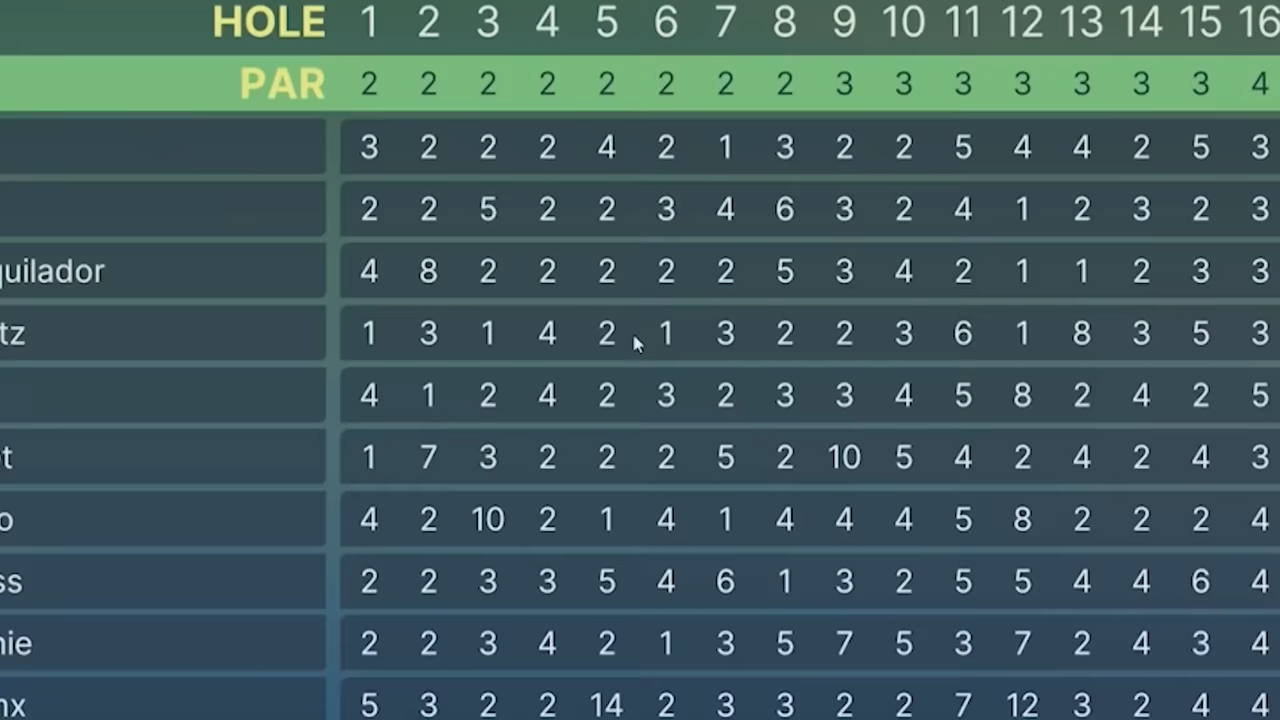 HOLE 1 2 3 4 5 6 7 8 9 10 11 12 13 14 15 16
PAR 2 2 2 2 2 2 2 2 3 3 3 3 3 3 3 4
3 2 2 2 4 2 1 3 2 2 5 4 4 2 5 3
2 2 5 2 2 3 4 6 3 2 4 1 2 3 2 3
quilador 4 8 2 2 2 2 2 5 3 4 2 1 1 2 3 3
tz 1 3 1 4 2 1 3 2 2 3 6 1 8 3 5 3
4 1 2 4 2 3 2 3 3 4 5 8 2 4 2 5
t 1 7 3 2 2 2 5 2 10 5 4 2 4 2 4 3
o 4 2 10 2 1 4 1 4 4 4 5 8 2 2 2 4
ss 2 2 3 3 5 4 6 1 3 2 5 5 4 4 6 4
nie 2 2 3 4 2 1 3 5 7 5 3 7 2 4 3 4
nx 5 3 2 2 14 2 3 3 2 2 7 12 3 2 4 4